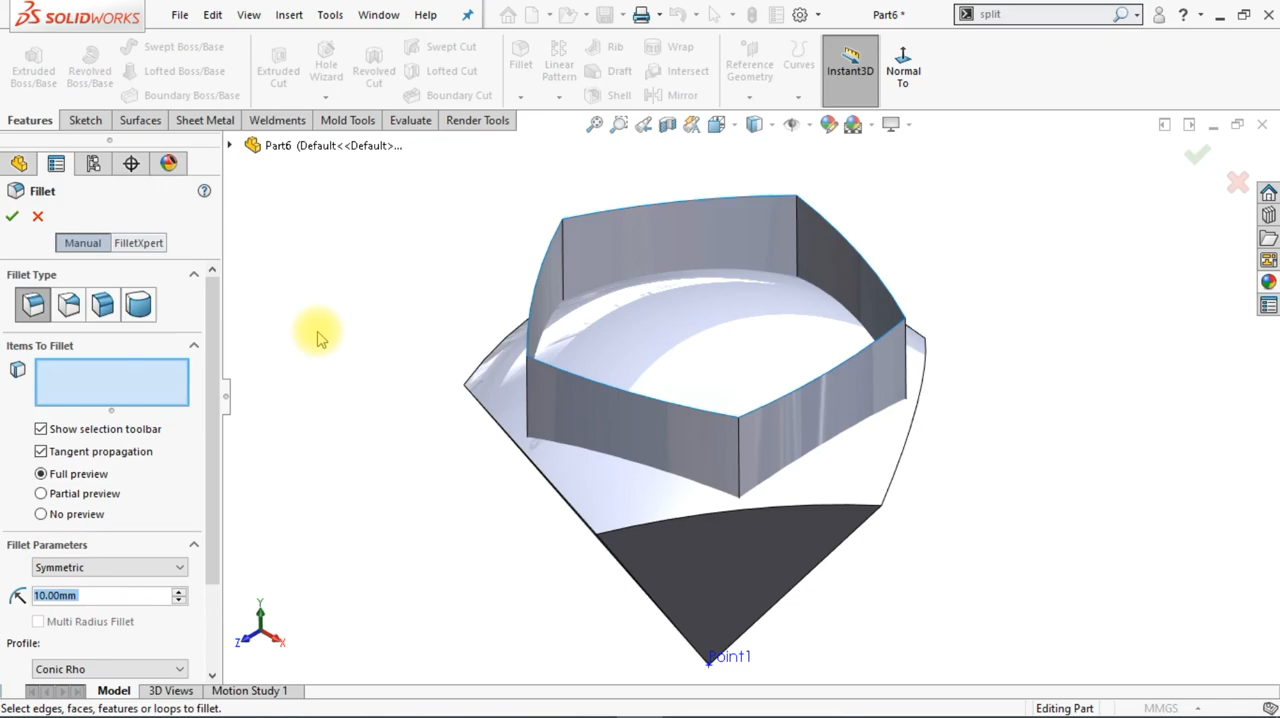 SOLIDWORKS File Edit View Insert Tools Window Help Part6 * split
Extruded Boss/Base
Revolved Boss/Base
Swept Boss/Base
Lofted Boss/Base
Boundary Boss/Base
Extruded Cut
Hole Wizard
Revolved Cut
Swept Cut
Lofted Cut
Boundary Cut
Fillet
Linear Pattern
Rib
Draft
Shell
Wrap
Intersect
Mirror
Reference Geometry
Curves
Instant3D
Normal To
Features Sketch Surfaces Sheet Metal Weldments Mold Tools Evaluate Render Tools
Part6 (Default<<Default>...
Fillet
Manual FilletXpert
Fillet Type
Items To Fillet
Show selection toolbar
Tangent propagation
Full preview
Partial preview
No preview
Fillet Parameters
Symmetric
10.00mm
Multi Radius Fillet
Profile:
Conic Rho
Y
Z
X
Point1
Model 3D Views Motion Study 1
Select edges, faces, features or loops to fillet. Editing Part MMGS